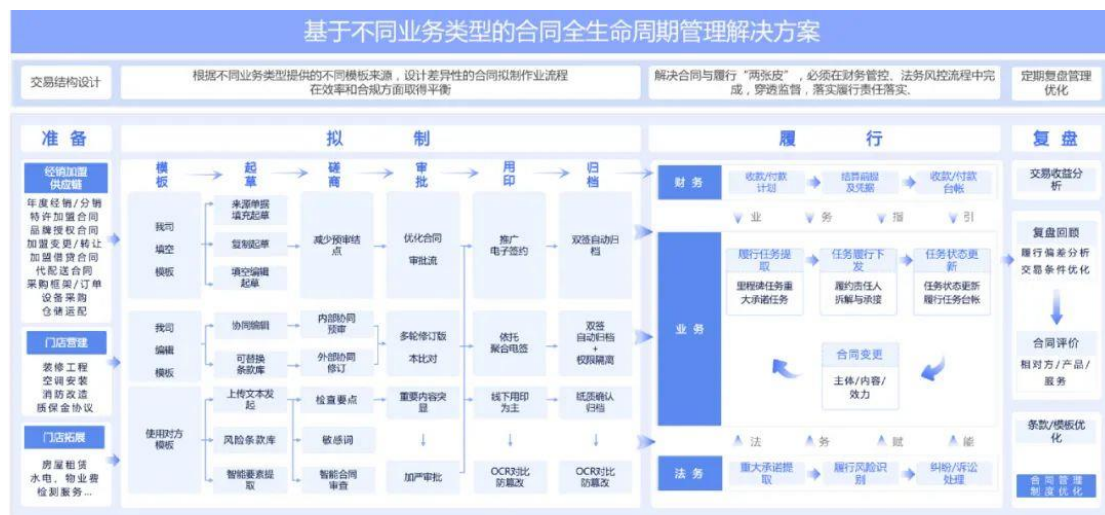 基于不同业务类型的合同全生命周期管理解决方案
交易结构设计
根据不同业务类型提供的不同模板来源，设计差异性的合同拟制作业流程
在效率和合规方面取得平衡
解决合同与履行“两张皮”，必须在财务管控、法务风控流程中完
成，穿透监督，落实履行责任落实.
定期复盘管理
优化
准备
经销加盟
供应链
年度经销/分销
特许加盟合同
品牌授权合同
加盟变更/转让
加盟借贷合同
代配送合同
采购框架/订单
设备采购
仓储运配
门店营建
装修工程
空调安装
消防改造
质保金协议
门店拓展
房屋租赁
水电，物业费
检测服务...
拟制
模板
起草
磋商
审批
用印
归档
我司
填空
模板
来源单据
填充起草
复制起草
填空编辑
起草
减少预审结
点
优化合同
审批流
推广
电子签约
双签自动归
档
我司
编辑
模板
协同编辑
可替换
条款库
内部协同
预审
外部协同
修订
多轮修订版
本比对
依托
聚合电签
双签
自动归档
+
权限隔离
使用对方
模板
上传文本发
起
风险条款库
智能要素提
取
检查要点
敏感词
智能合同
审查
重要内容突
显
加严审批
线下用印
为主
OCR对比
防篡改
纸质确认
归档
OCR对比
防篡改
履行
财务
收款/付款
计划
结算前提
及凭据
收款/付款
台帐
业务指引
业务
履行任务提
取
里程碑任务重
大承诺任务
任务履行下
发
履约责任人
拆解与承接
任务状态更
新
任务状态更新
履行任务台帐
合同变更
主体/内容/
效力
法务赋能
法务
重大承诺提
取
履行风险识
别
纠纷/诉讼
处理
复盘
交易收益分
析
复盘回顾
履行偏差分析
交易条件优化
合同评价
相对方/产品/
服务
条款/模板优
化
合同管理
制度优化